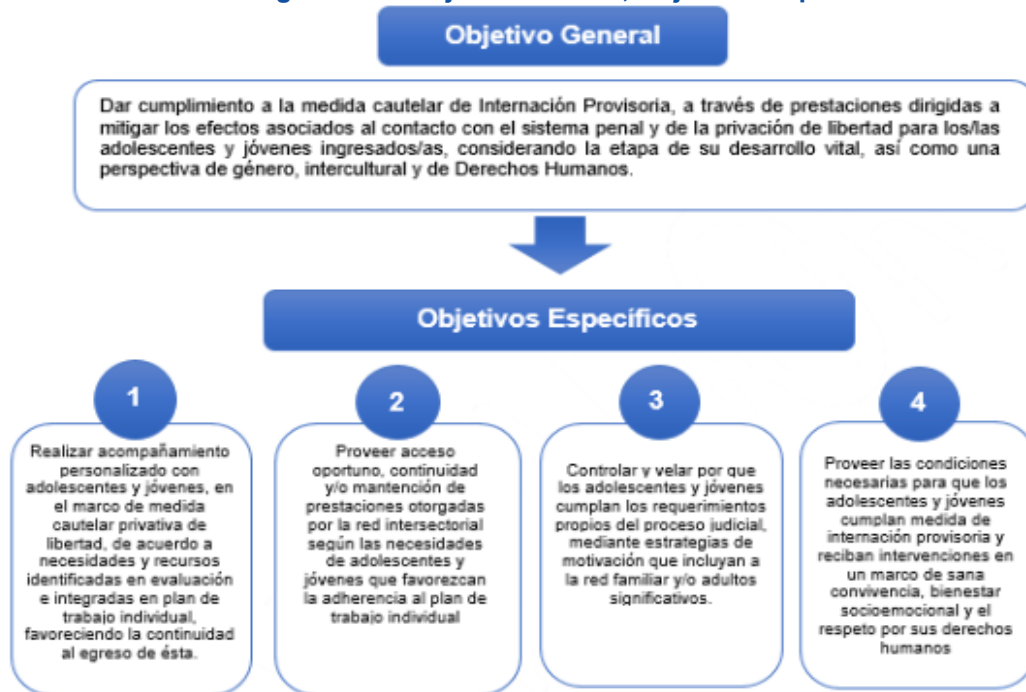 Objetivo General
Dar cumplimiento a la medida cautelar de Internación Provisoria, a través de prestaciones dirigidas a
mitigar los efectos asociados al contacto con el sistema penal y de la privación de libertad para los/las
adolescentes y jóvenes ingresados/as, considerando la etapa de su desarrollo vital, así como una
perspectiva de género, intercultural y de Derechos Humanos.
Objetivos Específicos
1
Realizar acompañamiento
personalizado con
adolescentes y jóvenes, en
el marco de medida
cautelar privativa de
libertad, de acuerdo a
necesidades y recursos
identificadas en evaluación
e integradas en plan de
trabajo individual,
favoreciendo la continuidad
al egreso de ésta.
2
Proveer acceso
oportuno, continuidad
y/o mantención de
prestaciones otorgadas
por la red intersectorial
según las necesidades
de adolescentes y
jóvenes que favorezcan
la adherencia al plan de
trabajo individual
3
Controlar y velar por que
los adolescentes y jóvenes
cumplan los requerimientos
propios del proceso judicial,
mediante estrategias de
motivación que incluyan a
la red familiar y/o adultos
significativos.
4
Proveer las condiciones
necesarias para que los
adolescentes y jóvenes
cumplan medida de
internación provisoria y
reciban intervenciones en
un marco de sana
convivencia, bienestar
socioemocional y el
respeto por sus derechos
humanos